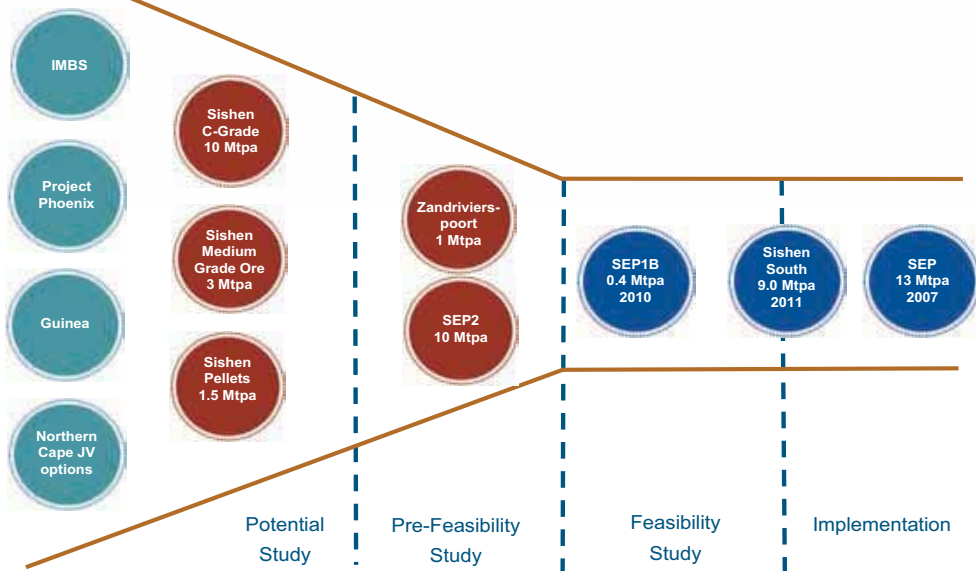 IMBS
Project
Phoenix
Guinea
Northern
Cape JV
options
Sishen
C-Grade
10 Mtpa
Sishen
Medium
Grade Ore
3 Mtpa
Sishen
Pellets
1.5 Mtpa
Zandriviers-
poort
1 Mtpa
SEP2
10 Mtpa
SEP1B
0.4 Mtpa
2010
Sishen
South
9.0 Mtpa
2011
SEP
13 Mtpa
2007
Potential
Study
Pre-Feasibility
Study
Feasibility
Study
Implementation